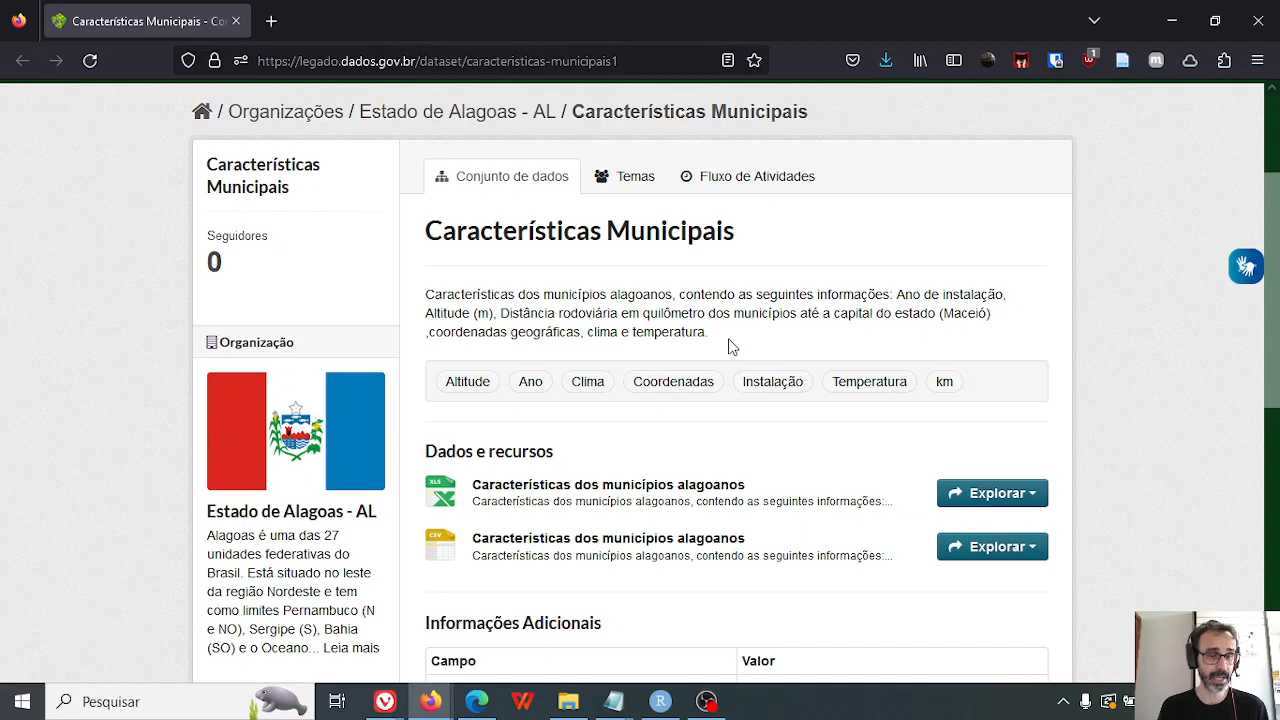 Características Municipais - Cor
https://legado.dados.gov.br/dataset/caracteristicas-municipais1
1
/ Organizações / Estado de Alagoas - AL / Características Municipais
Características
Municipais
Seguidores
0
Organização
Estado de Alagoas - AL
Alagoas é uma das 27
unidades federativas do
Brasil. Está situado no leste
da região Nordeste e tem
como limites Pernambuco (N
e NO), Sergipe (S), Bahia
(SO) e o Oceano... Leia mais
Conjunto de dados
Temas
Fluxo de Atividades
Características Municipais
Características dos municípios alagoanos, contendo as seguintes informações: Ano de instalação,
Altitude (m), Distância rodoviária em quilômetro dos municípios até a capital do estado (Maceió)
,coordenadas geográficas, clima e temperatura.
Altitude Ano Clima Coordenadas Instalação Temperatura km
Dados e recursos
XLS
Características dos municípios alagoanos
Características dos municípios alagoanos, contendo as seguintes informações:...
Explorar
CSV
Características dos municípios alagoanos
Características dos municípios alagoanos, contendo as seguintes informações:...
Explorar
Informações Adicionais
Campo Valor
Pesquisar